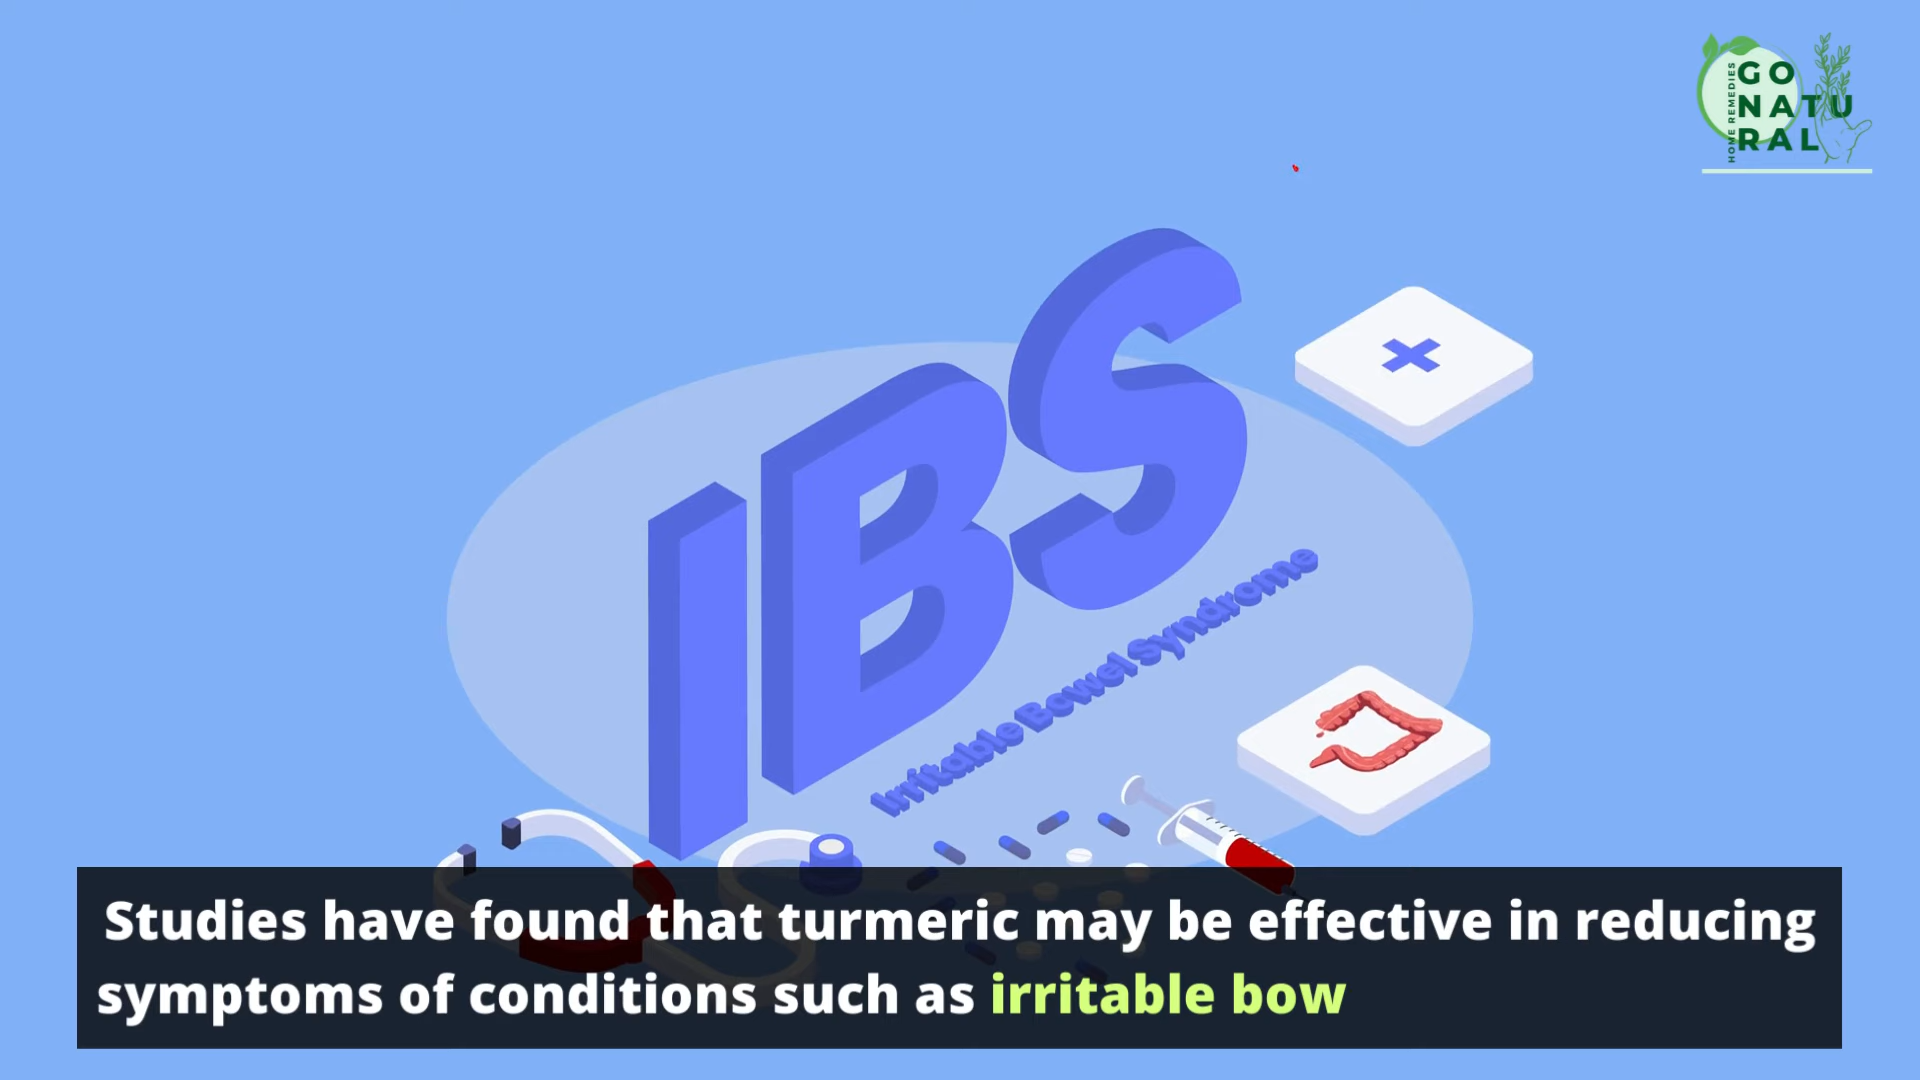 HOME REMEDIES
GO
NATU
RAL
IBS
Irritable Bowel Syndrome
Studies have found that turmeric may be effective in reducing
symptoms of conditions such as irritable bow